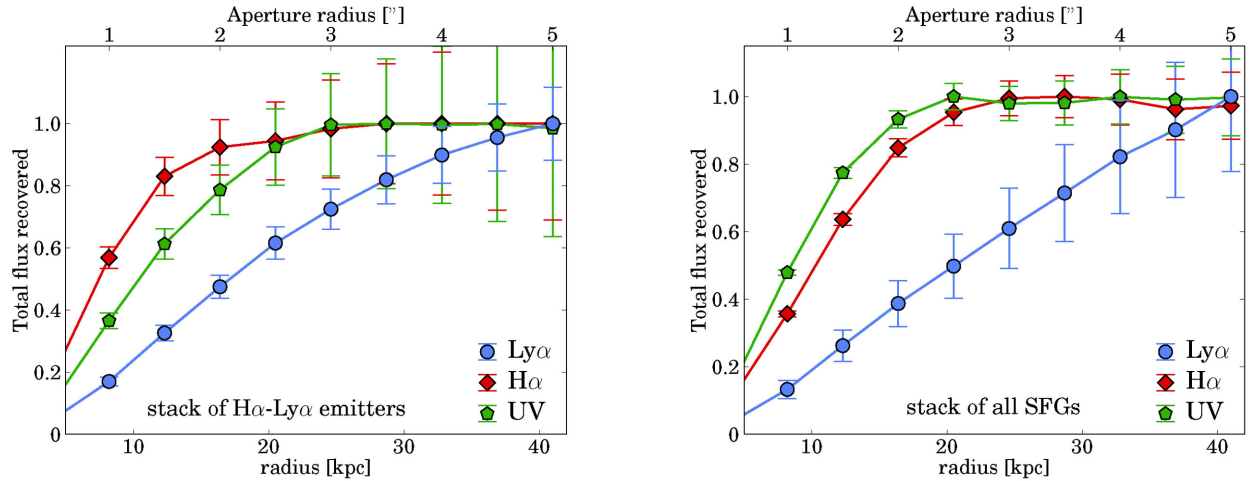 Aperture radius ["]
1 2 3 4 5
Total flux recovered
1.0
0.8
0.6
0.4
0.2
0
Lyα
Hα
UV
stack of Hα-Lyα emitters
10 20 30 40
radius [kpc]
Aperture radius ["]
1 2 3 4 5
Total flux recovered
1.0
0.8
0.6
0.4
0.2
0
Lyα
Hα
UV
stack of all SFGs
10 20 30 40
radius [kpc]